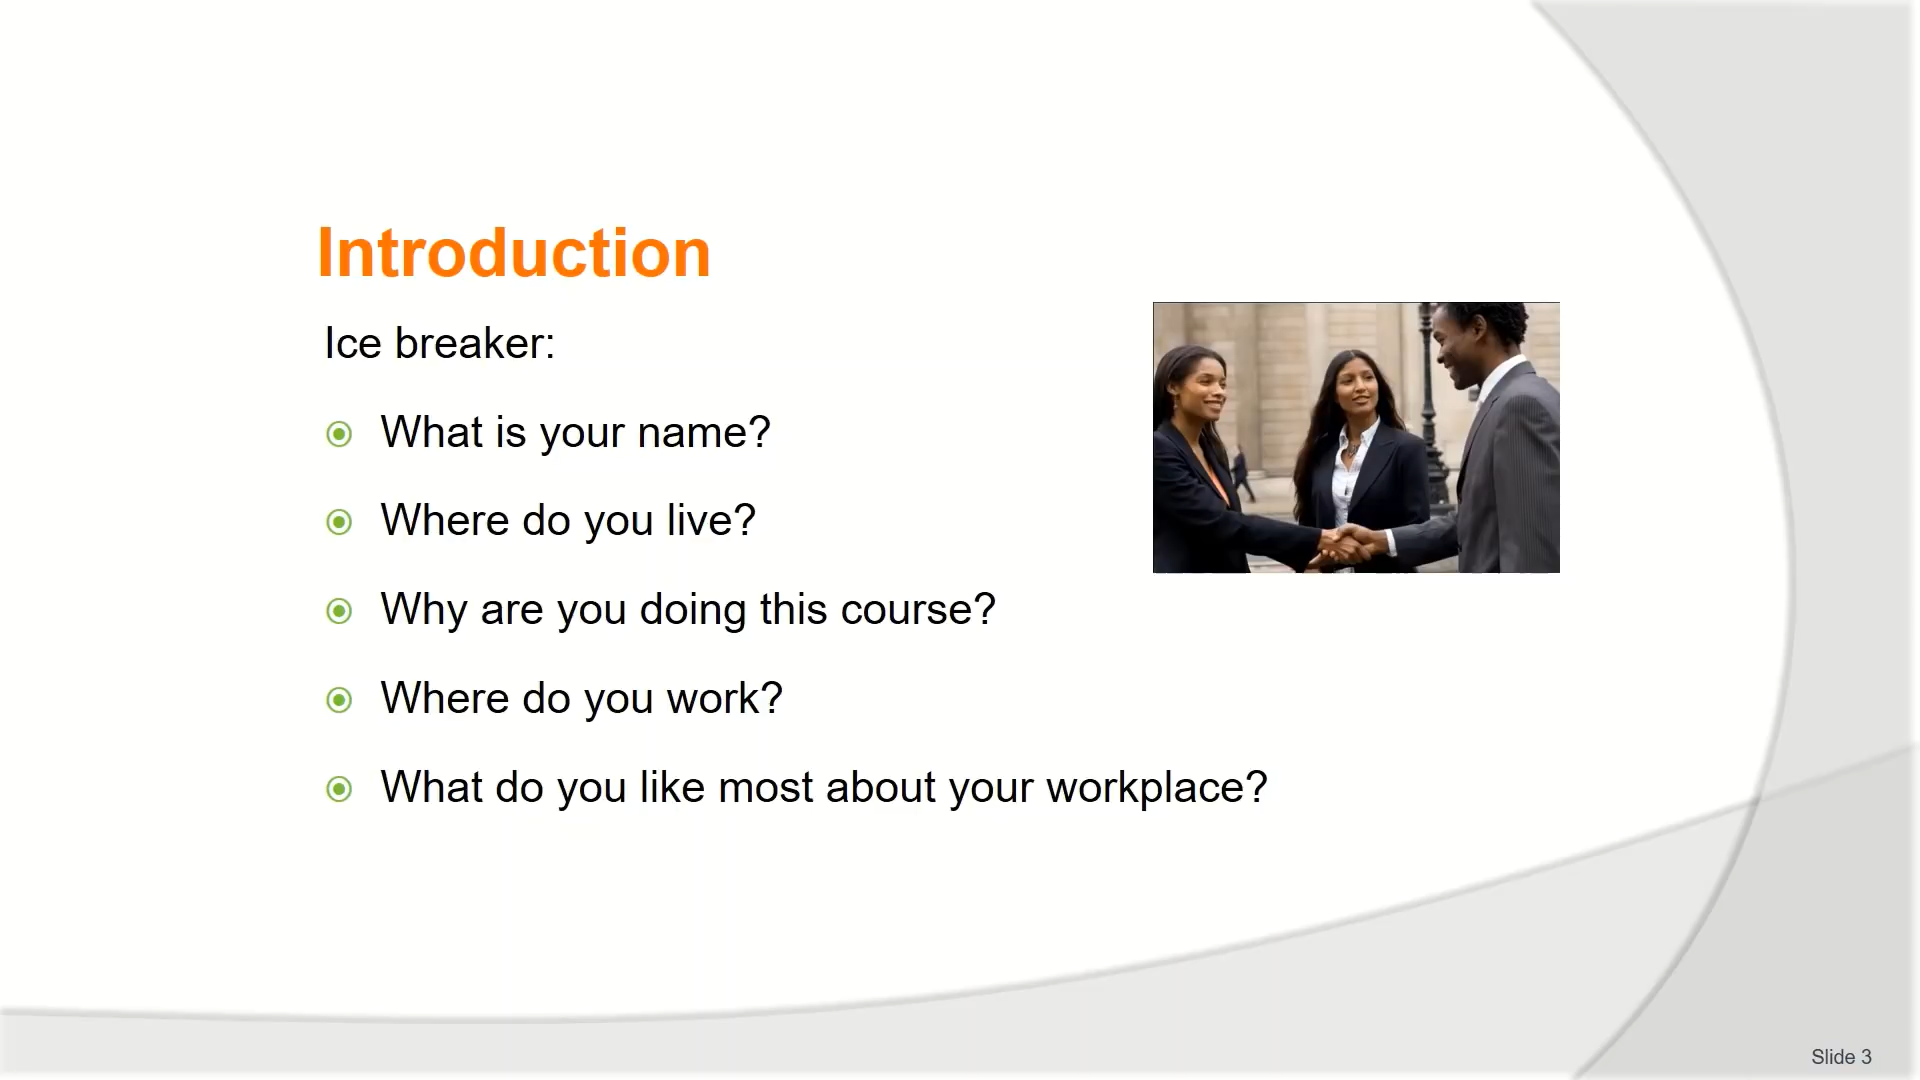 Introduction
Ice breaker:
What is your name?
Where do you live?
Why are you doing this course?
Where do you work?
What do you like most about your workplace?
Slide 3